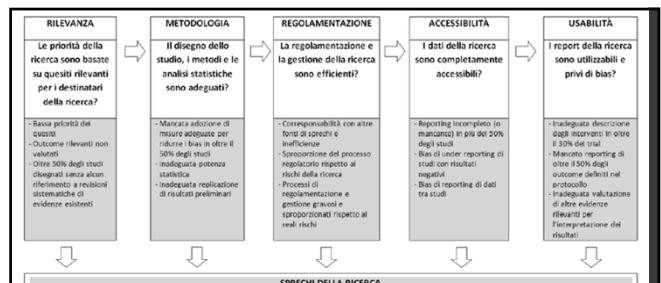 RILEVANZA
Le priorità della
ricerca sono basate
su quesiti rilevanti
per i destinatari
della ricerca?
- Bassa priorità dei
quesiti
- Outcome rilevanti non
valutati
- Oltre 50% degli studi
disegnati senza alcun
riferimento a revisioni
sistematiche di
evidenze esistenti
METODOLOGIA
Il disegno dello
studio, i metodi e le
analisi statistiche
sono adeguati?
- Mancata adozione di
misure adeguate per
ridurre i bias in oltre il
50% degli studi
- Inadeguata potenza
statistica
- Inadeguata replicazione
di risultati preliminari
REGOLAMENTAZIONE
La regolamentazione e
la gestione della ricerca
sono efficienti?
- Corresponsabilità con altre
fonti di sprechi e
inefficienze
- Sproporzione del processo
regolatorio rispetto ai
rischi della ricerca
- Processi di
regolamentazione e
gestione gravosi e
sproporzionati rispetto ai
reali rischi
ACCESSIBILITÀ
I dati della ricerca
sono completamente
accessibili?
- Reporting incompleto (o
mancante) in più del 50%
degli studi
- Bias di under reporting di
studi con risultati
negativi
- Bias di reporting di dati
tra studi
USABILITÀ
I report della ricerca
sono utilizzabili e
privi di bias?
- Inadeguata descrizione
degli interventi in oltre
il 30% dei trial
- Mancato reporting di
oltre il 50% degli
outcome definiti nel
protocollo
- Inadeguata valutazione
di altre evidenze
rilevanti per
l'interpretazione dei
risultati
SPRECHI DELLA RICERCA